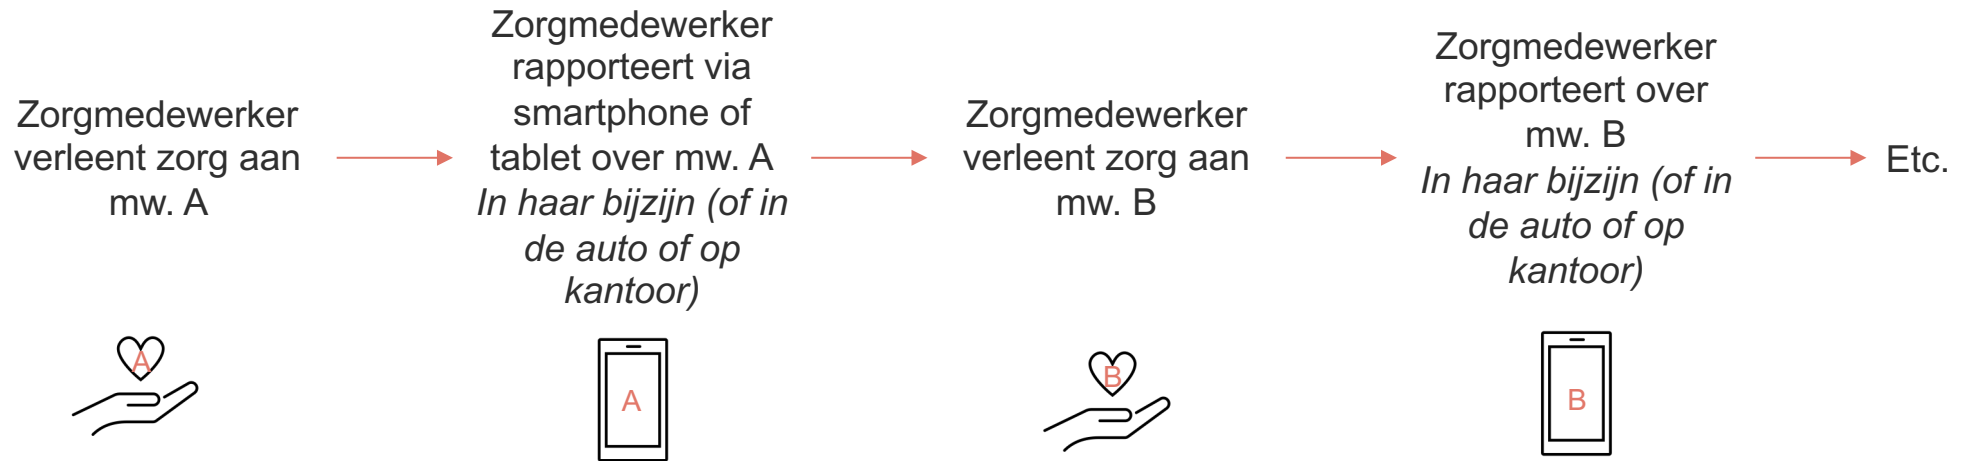 Zorgmedewerker
verleent zorg aan
mw. A
Zorgmedewerker
rapporteert via
smartphone of
tablet over mw. A
In haar bijzijn (of in
de auto of op
kantoor)
Zorgmedewerker
verleent zorg aan
mw. B
Zorgmedewerker
rapporteert over
mw. B
In haar bijzijn (of in
de auto of op
kantoor)
Etc.
A
A
B
B